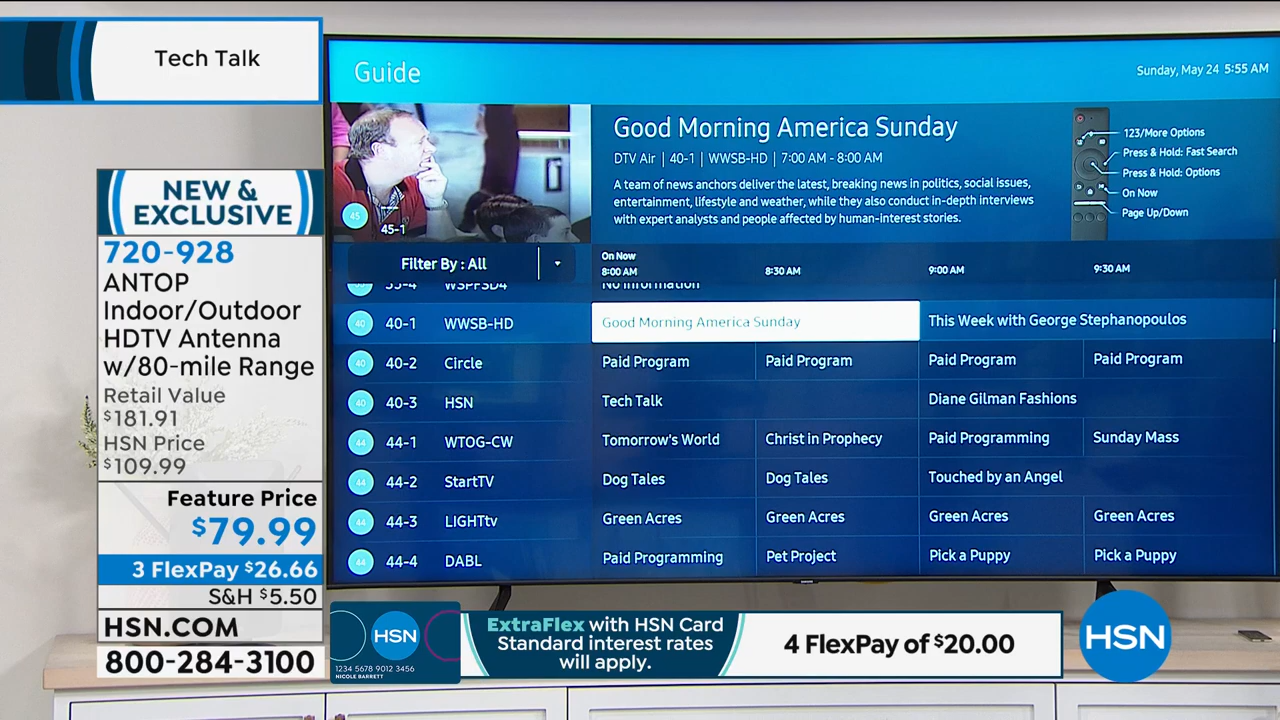 Tech Talk
NEW &
EXCLUSIVE
720-928
ANTOP
Indoor/Outdoor
HDTV Antenna
w/80-mile Range
Retail Value
$181.91
HSN Price
$109.99
Feature Price
$79.99
3 FlexPay $26.66
S&H $5.50
HSN.COM
800-284-3100
Guide
Sunday, May 24 5:55 AM
45
45-1
Good Morning America Sunday
DTV Air | 40-1 | WWSB-HD | 7:00 AM - 8:00 AM
A team of news anchors deliver the latest, breaking news in politics, social issues,
entertainment, lifestyle and weather, while they also conduct in-depth interviews
with expert analysts and people affected by human-interest stories.
123/More Options
Press & Hold: Fast Search
Press & Hold: Options
On Now
Page Up/Down
Filter By : All
On Now
8:00 AM 8:30 AM 9:00 AM 9:30 AM
WSPFSD4 No Information
40 40-1 WWSB-HD Good Morning America Sunday This Week with George Stephanopoulos
40 40-2 Circle Paid Program Paid Program Paid Program Paid Program
40 40-3 HSN Tech Talk Diane Gilman Fashions
44 44-1 WTOG-CW Tomorrow's World Christ in Prophecy Paid Programming Sunday Mass
44 44-2 StartTV Dog Tales Dog Tales Touched by an Angel
44 44-3 LIGHTtv Green Acres Green Acres Green Acres Green Acres
44 44-4 DABL Paid Programming Pet Project Pick a Puppy Pick a Puppy
SAMSUNG
HSN
1234 5678 9012 3456
NICOLE BARRETT
ExtraFlex with HSN Card
Standard interest rates
will apply.
4 FlexPay of $20.00
HSN